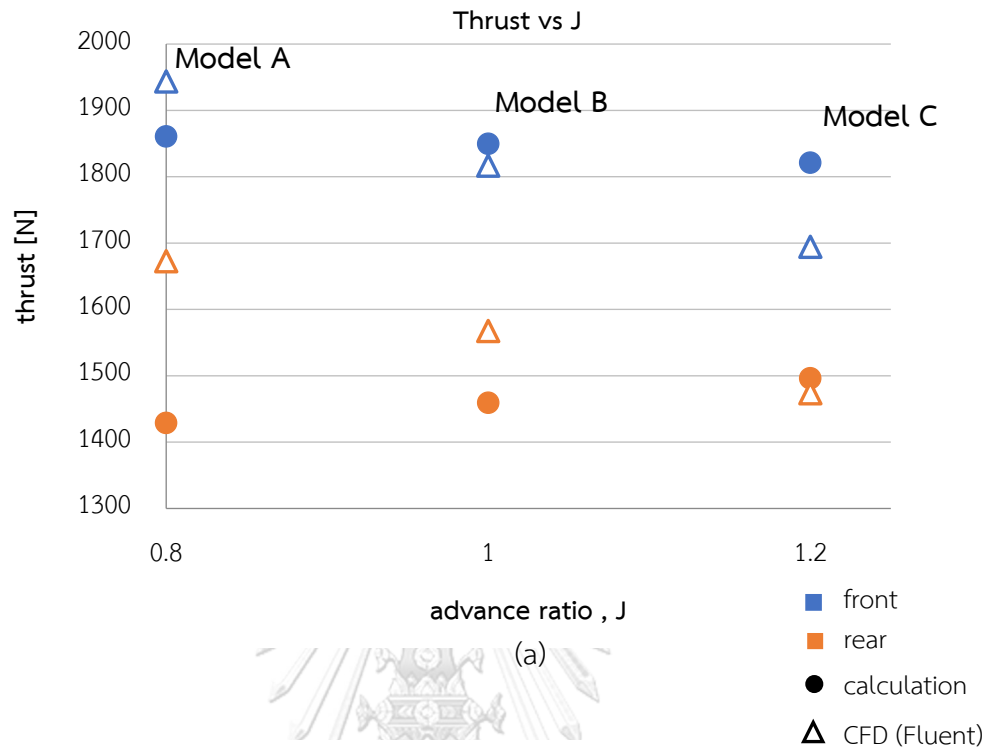 Thrust vs J
2000
Model A
1900
Model B
Model C
1800
1700
thrust [N]
1600
1500
1400
1300
0.8
1
1.2
advance ratio , J
(a)
front
rear
calculation
CFD (Fluent)